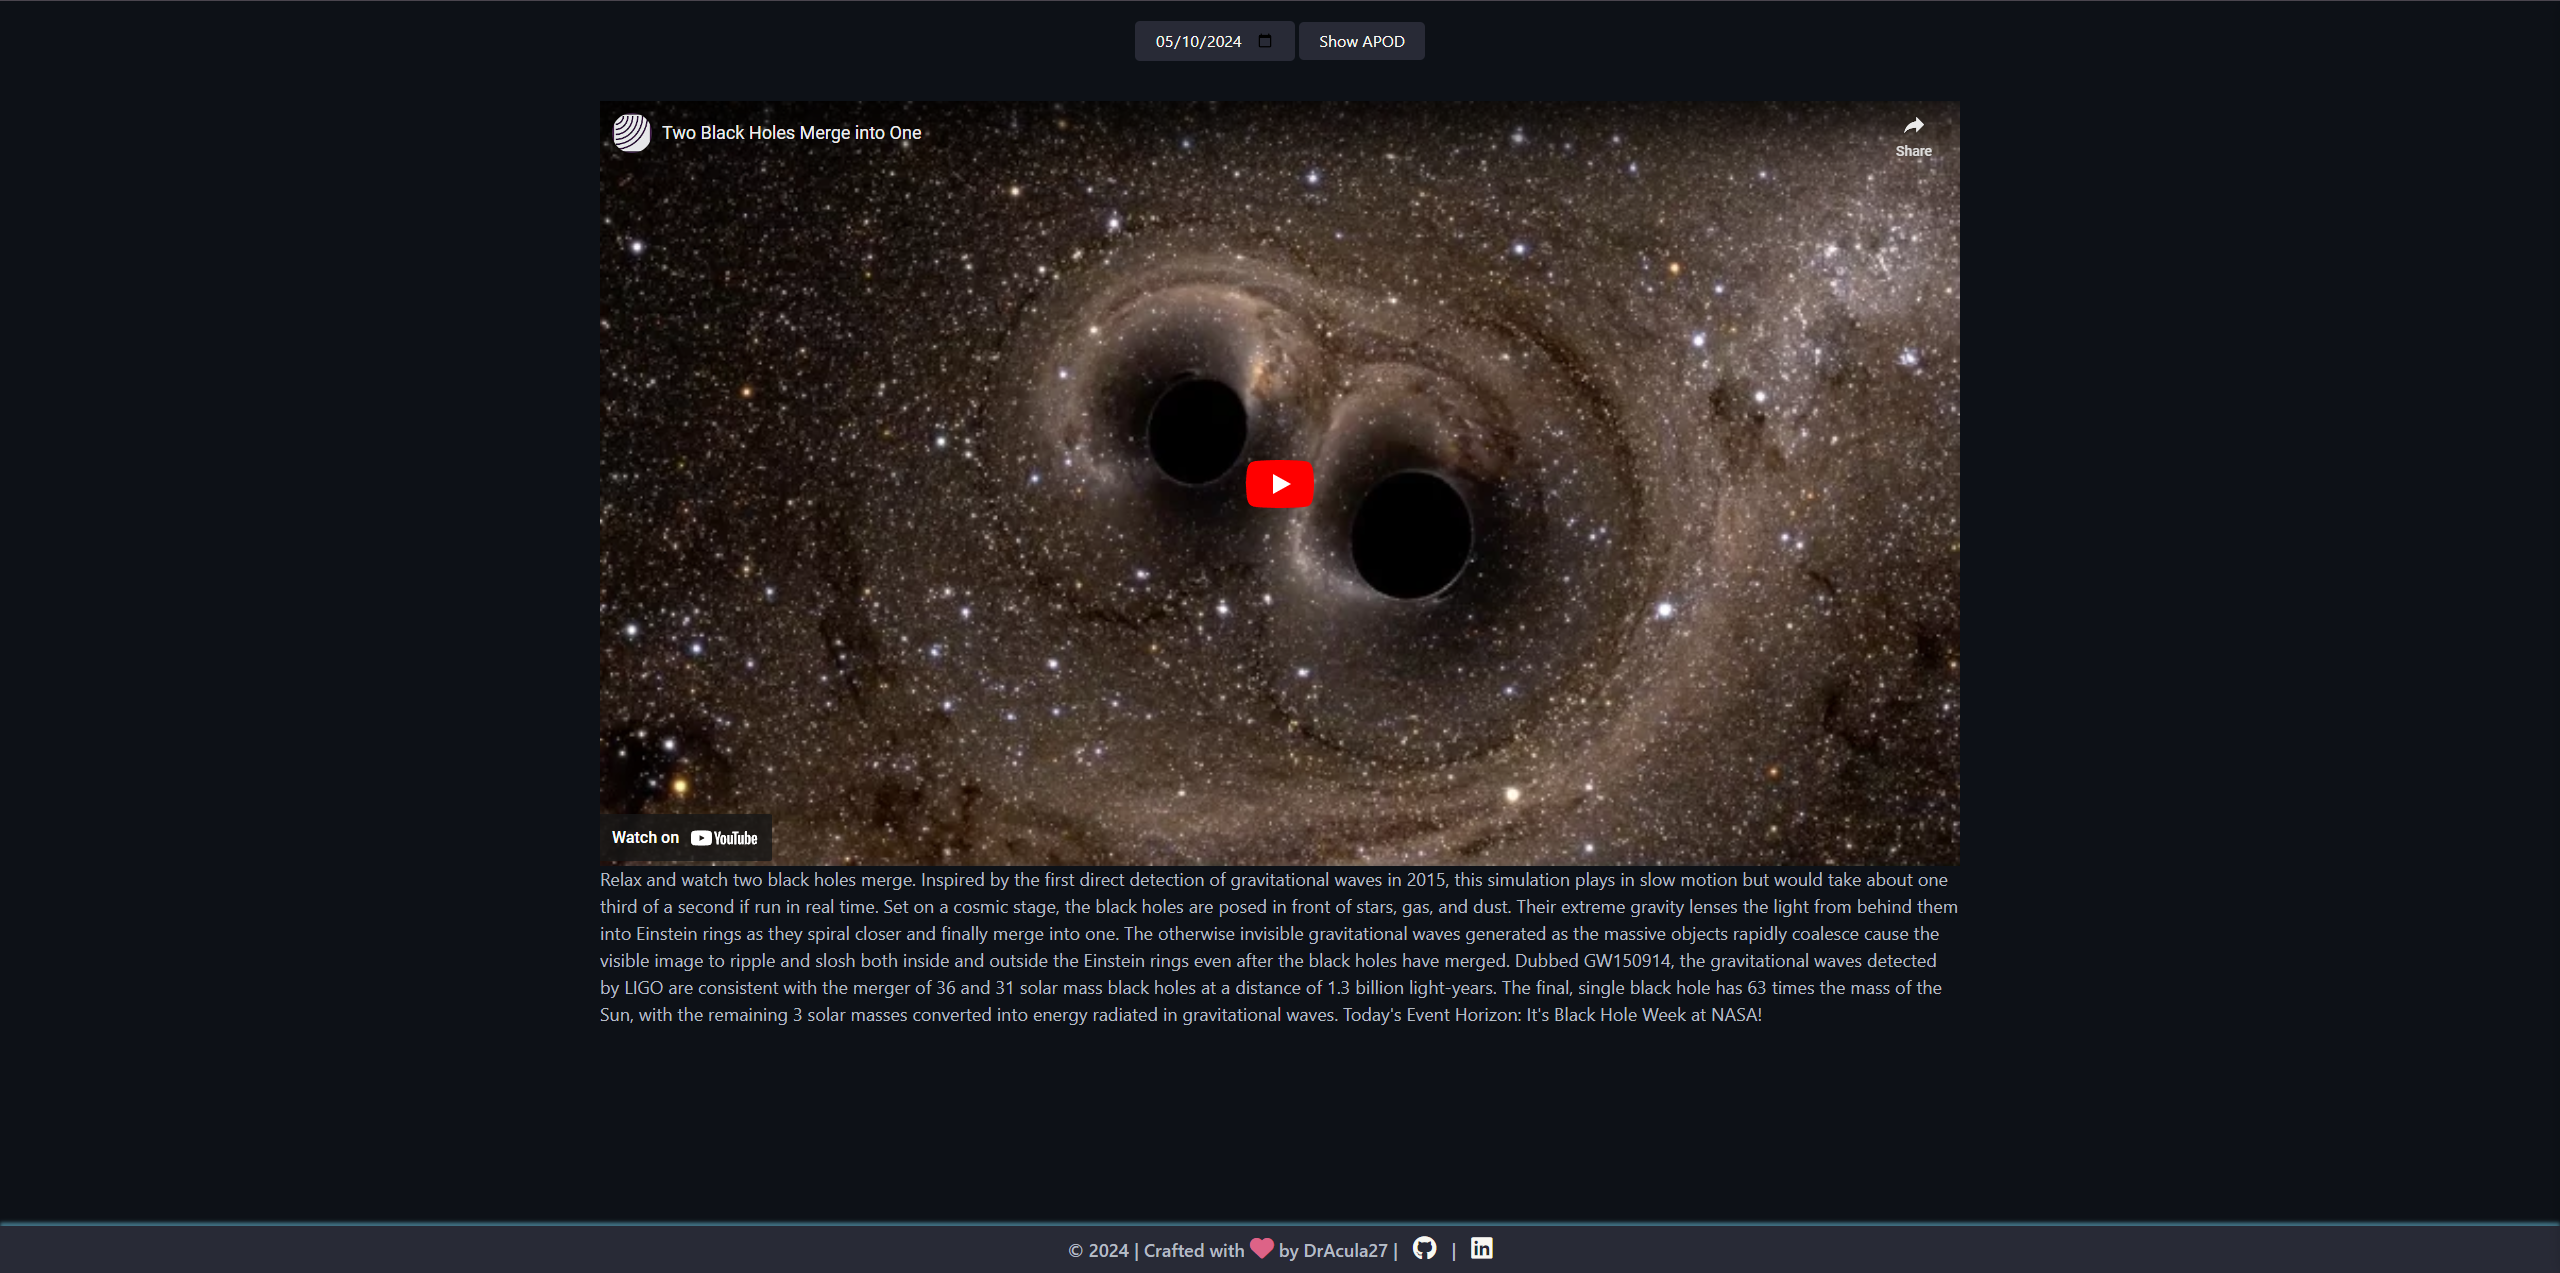 05/10/2024 Show APOD
Two Black Holes Merge into One
Share
Watch on YouTube
Relax and watch two black holes merge. Inspired by the first direct detection of gravitational waves in 2015, this simulation plays in slow motion but would take about one
third of a second if run in real time. Set on a cosmic stage, the black holes are posed in front of stars, gas, and dust. Their extreme gravity lenses the light from behind them
into Einstein rings as they spiral closer and finally merge into one. The otherwise invisible gravitational waves generated as the massive objects rapidly coalesce cause the
visible image to ripple and slosh both inside and outside the Einstein rings even after the black holes have merged. Dubbed GW150914, the gravitational waves detected
by LIGO are consistent with the merger of 36 and 31 solar mass black holes at a distance of 1.3 billion light-years. The final, single black hole has 63 times the mass of the
Sun, with the remaining 3 solar masses converted into energy radiated in gravitational waves. Today's Event Horizon: It's Black Hole Week at NASA!
© 2024 | Crafted with ❤ by DrAcula27 | | in